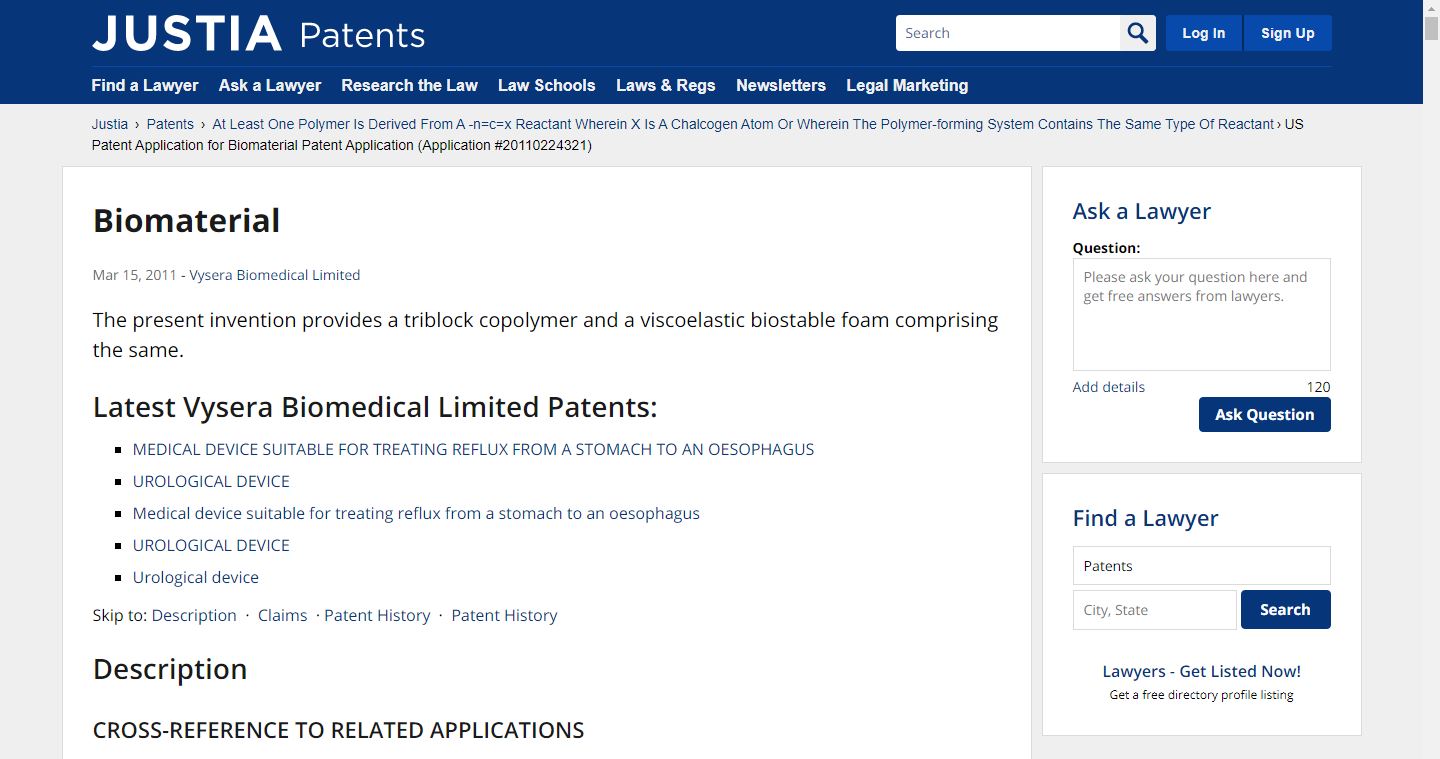 JUSTIA Patents
Search
Log In
Sign Up
Find a Lawyer
Ask a Lawyer
Research the Law
Law Schools
Laws & Regs
Newsletters
Legal Marketing
Justia › Patents › At Least One Polymer Is Derived From A -n=c=x Reactant Wherein X Is A Chalcogen Atom Or Wherein The Polymer-forming System Contains The Same Type Of Reactant › US
Patent Application for Biomaterial Patent Application (Application #20110224321)
Biomaterial
Mar 15, 2011 - Vysera Biomedical Limited
The present invention provides a triblock copolymer and a viscoelastic biostable foam comprising
the same.
Latest Vysera Biomedical Limited Patents:
MEDICAL DEVICE SUITABLE FOR TREATING REFLUX FROM A STOMACH TO AN OESOPHAGUS
UROLOGICAL DEVICE
Medical device suitable for treating reflux from a stomach to an oesophagus
UROLOGICAL DEVICE
Urological device
Skip to: Description · Claims · Patent History · Patent History
Description
CROSS-REFERENCE TO RELATED APPLICATIONS
Ask a Lawyer
Question:
Please ask your question here and
get free answers from lawyers.
Add details
120
Ask Question
Find a Lawyer
Patents
City, State
Search
Lawyers - Get Listed Now!
Get a free directory profile listing